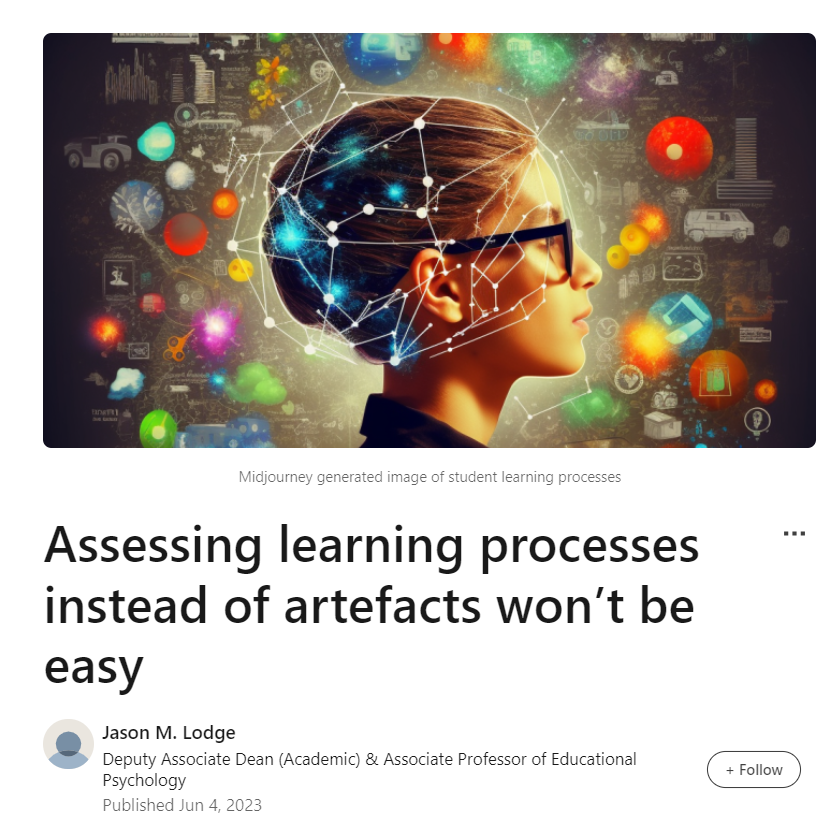 Midjourney generated image of student learning processes
Assessing learning processes
instead of artefacts won’t be
easy
Jason M. Lodge
Deputy Associate Dean (Academic) & Associate Professor of Educational
Psychology
Published Jun 4, 2023
+ Follow